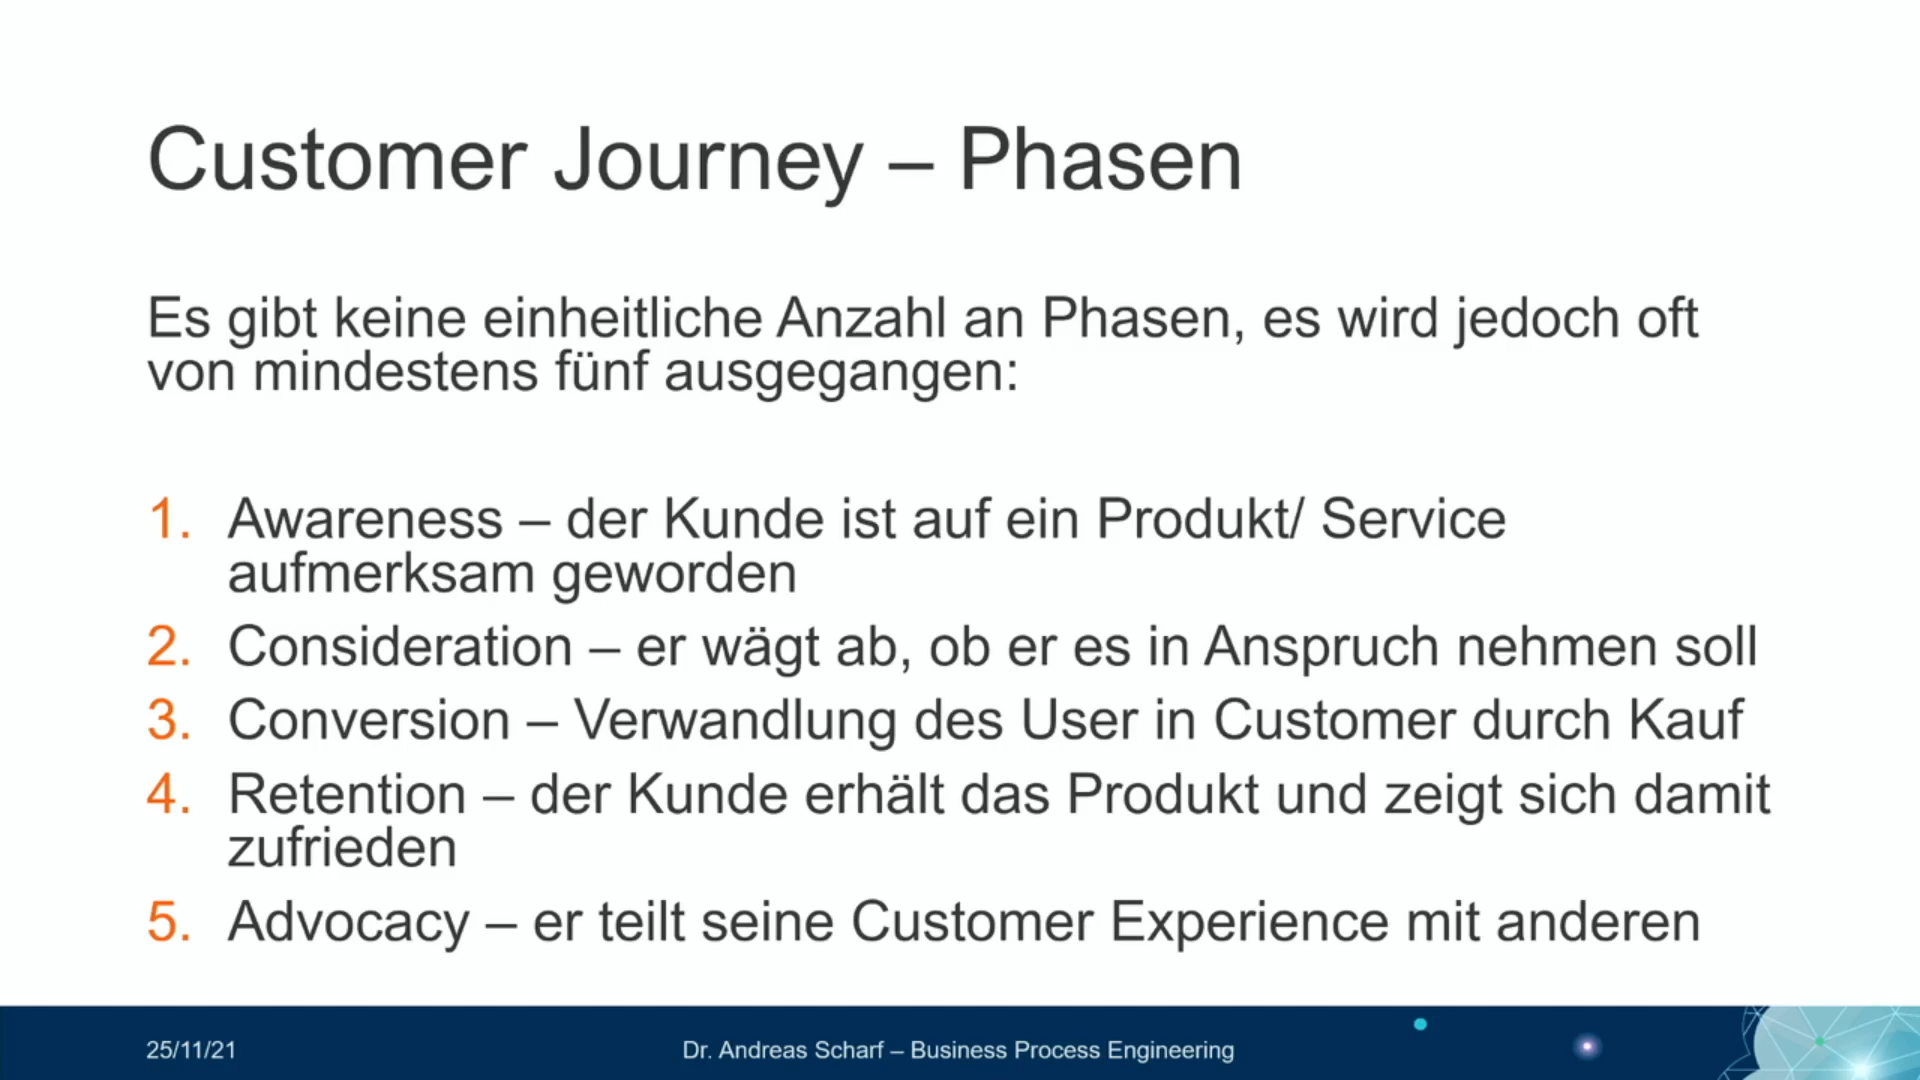 Customer Journey – Phasen
Es gibt keine einheitliche Anzahl an Phasen, es wird jedoch oft
von mindestens fünf ausgegangen:
1. Awareness – der Kunde ist auf ein Produkt/ Service
aufmerksam geworden
2. Consideration – er wägt ab, ob er es in Anspruch nehmen soll
3. Conversion – Verwandlung des User in Customer durch Kauf
4. Retention – der Kunde erhält das Produkt und zeigt sich damit
zufrieden
5. Advocacy – er teilt seine Customer Experience mit anderen
25/11/21
Dr. Andreas Scharf – Business Process Engineering